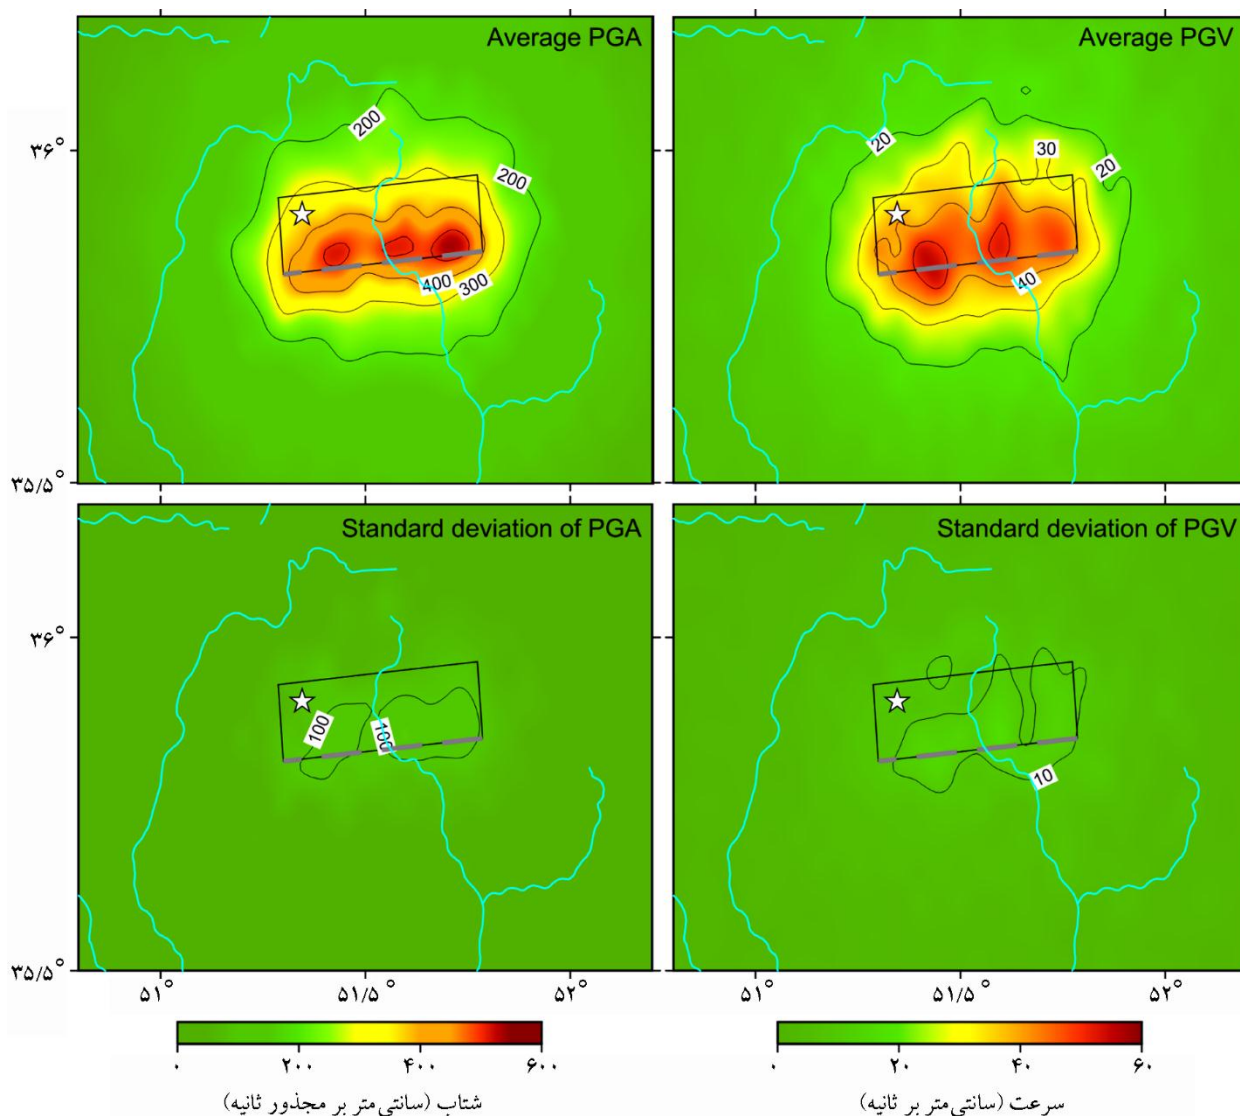 Average PGA
Average PGV
200
200
400
300
20
30
20
40
۳۶°
۳۵/۵°
Standard deviation of PGA
Standard deviation of PGV
100
100
10
۳۶°
۳۵/۵°
۵۱° ۵۱/۵° ۵۲°
۵۱° ۵۱/۵° ۵۲°
۰ ۲۰۰ ۴۰۰ ۶۰۰
۰ ۲۰ ۴۰ ۶۰
شتاب (سانتی‌متر بر مجذور ثانیه)
سرعت (سانتی‌متر بر ثانیه)